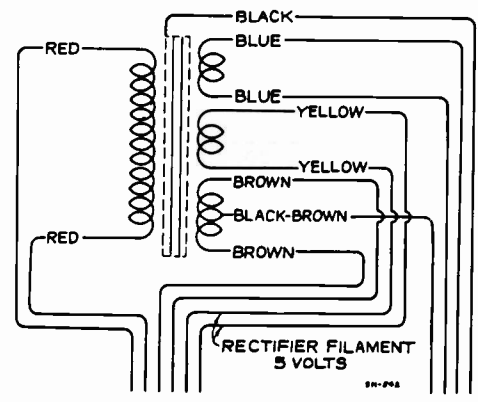 BLACK
RED
BLUE
BLUE
YELLOW
YELLOW
BROWN
BLACK-BROWN
RED
BROWN
RECTIFIER FILAMENT
5 VOLTS